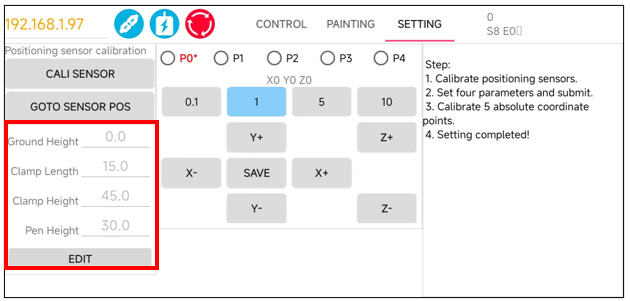 192.168.1.97
CONTROL
PAINTING
SETTING
0
S8 E0
Positioning sensor calibration
CALI SENSOR
GOTO SENSOR POS
Ground Height 0.0
Clamp Length 15.0
Clamp Height 45.0
Pen Height 30.0
EDIT
P0* P1 P2 P3 P4
X0 Y0 Z0
0.1 1 5 10
Y+ Z+
X- SAVE X+
Y- Z-
Step:
1. Calibrate positioning sensors.
2. Set four parameters and submit.
3. Calibrate 5 absolute coordinate
points.
4. Setting completed!